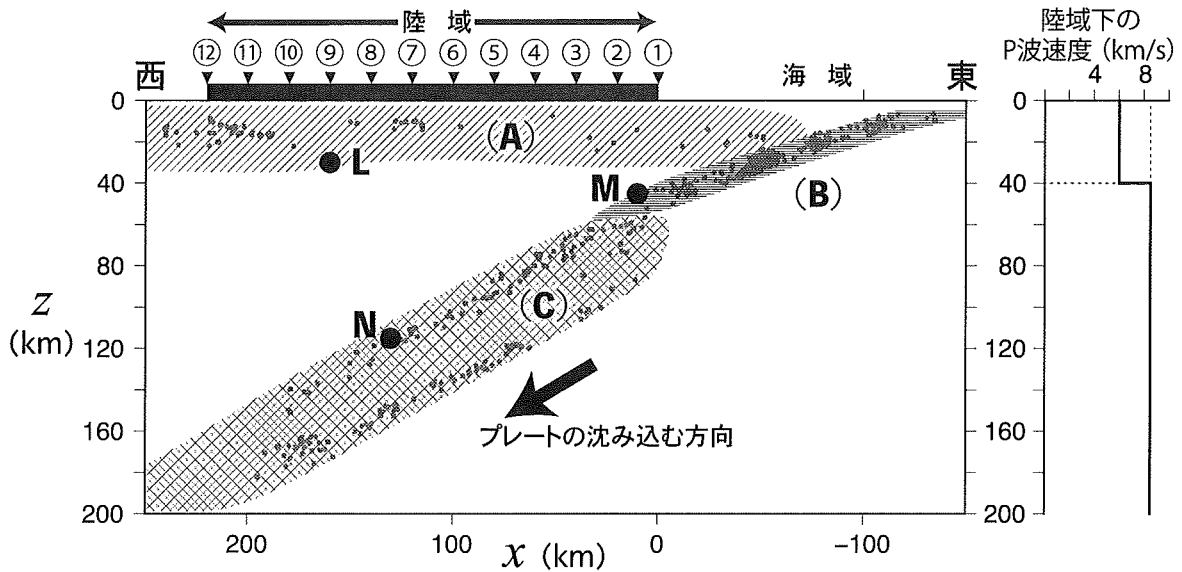 陸 域
⑫ ⑪ ⑩ ⑨ ⑧ ⑦ ⑥ ⑤ ④ ③ ② ①
西
海 域
東
陸域下の
P波速度 (km/s)
4 8
0
40
80
120
160
200
z
(km)
(A)
L
M
(B)
(C)
N
プレートの沈み込む方向
200 100 0 -100
x (km)
0
40
80
120
160
200